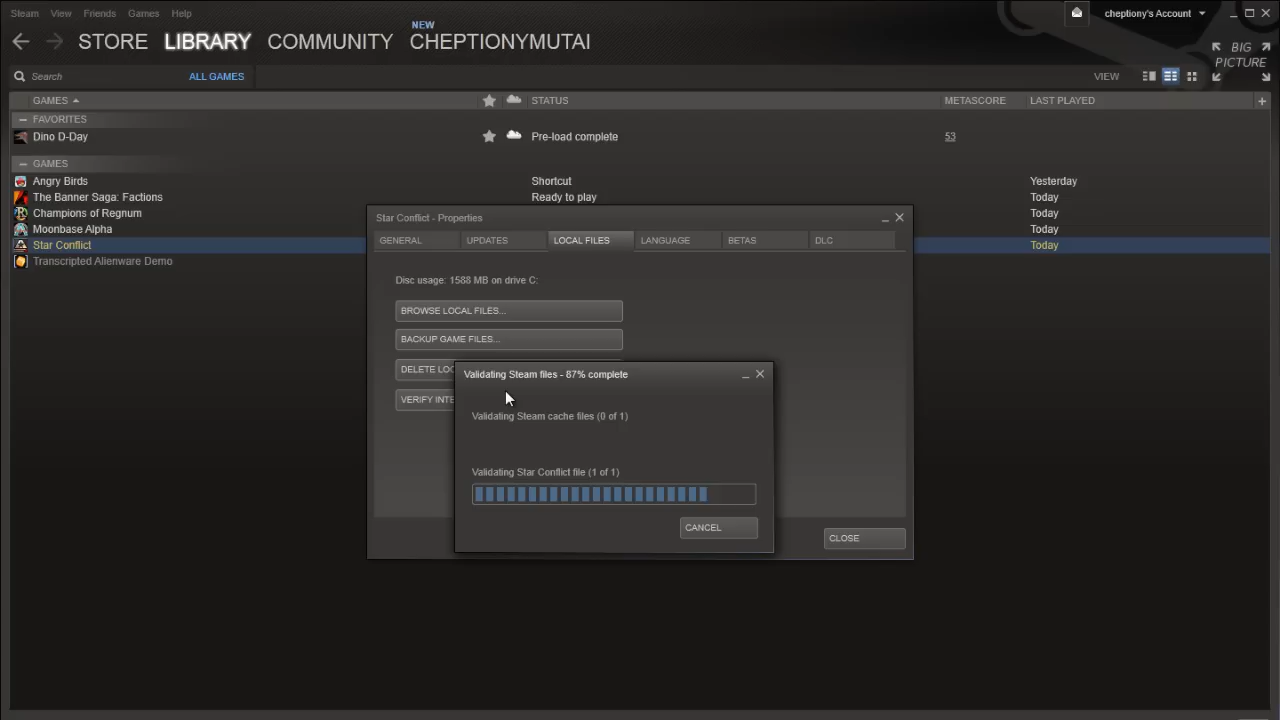 Steam View Friends Games Help cheptiony's Account
NEW
STORE LIBRARY COMMUNITY CHEPTIONYMUTAI
BIG
PICTURE
Search ALL GAMES VIEW
GAMES STATUS METASCORE LAST PLAYED
FAVORITES
Dino D-Day Pre-load complete 53
GAMES
Angry Birds Shortcut Yesterday
The Banner Saga: Factions Ready to play Today
Champions of Regnum Today
Moonbase Alpha Today
Star Conflict Today
Transcripted Alienware Demo
Star Conflict - Properties
GENERAL UPDATES LOCAL FILES LANGUAGE BETAS DLC
Disc usage: 1588 MB on drive C:
BROWSE LOCAL FILES...
BACKUP GAME FILES...
DELETE LOC
VERIFY INTE
Validating Steam files - 87% complete
Validating Steam cache files (0 of 1)
Validating Star Conflict file (1 of 1)
CANCEL
CLOSE